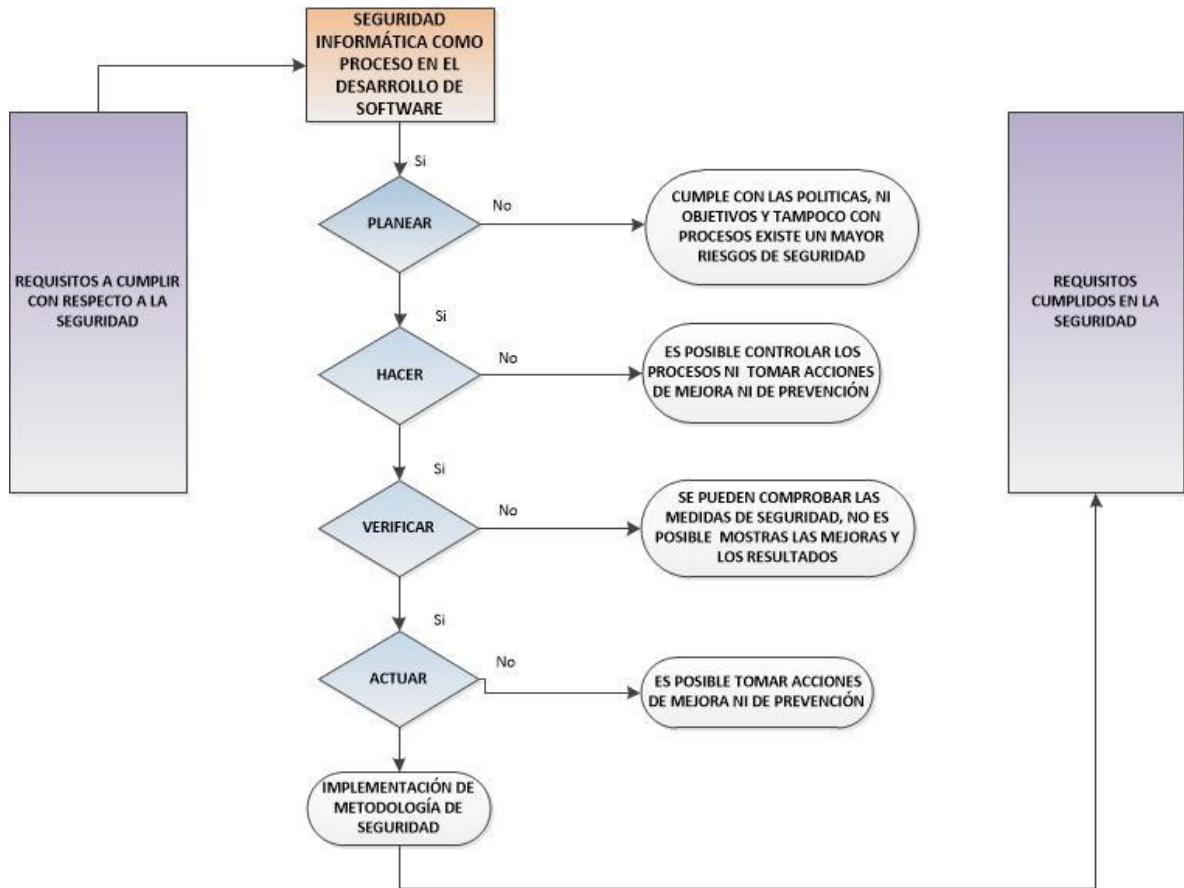 SEGURIDAD
INFORMÁTICA COMO
PROCESO EN EL
DESARROLLO DE
SOFTWARE
REQUISITOS A CUMPLIR
CON RESPECTO A LA
SEGURIDAD
Si
PLANEAR
No
CUMPLE CON LAS POLITICAS, NI
OBJETIVOS Y TAMPOCO CON
PROCESOS EXISTE UN MAYOR
RIESGOS DE SEGURIDAD
Si
HACER
No
ES POSIBLE CONTROLAR LOS
PROCESOS NI TOMAR ACCIONES
DE MEJORA NI DE PREVENCIÓN
Si
VERIFICAR
No
SE PUEDEN COMPROBAR LAS
MEDIDAS DE SEGURIDAD, NO ES
POSIBLE MOSTRAS LAS MEJORAS Y
LOS RESULTADOS
Si
ACTUAR
No
ES POSIBLE TOMAR ACCIONES
DE MEJORA NI DE PREVENCIÓN
IMPLEMENTACIÓN DE
METODOLOGÍA DE
SEGURIDAD
REQUISITOS
CUMPLIDOS EN LA
SEGURIDAD